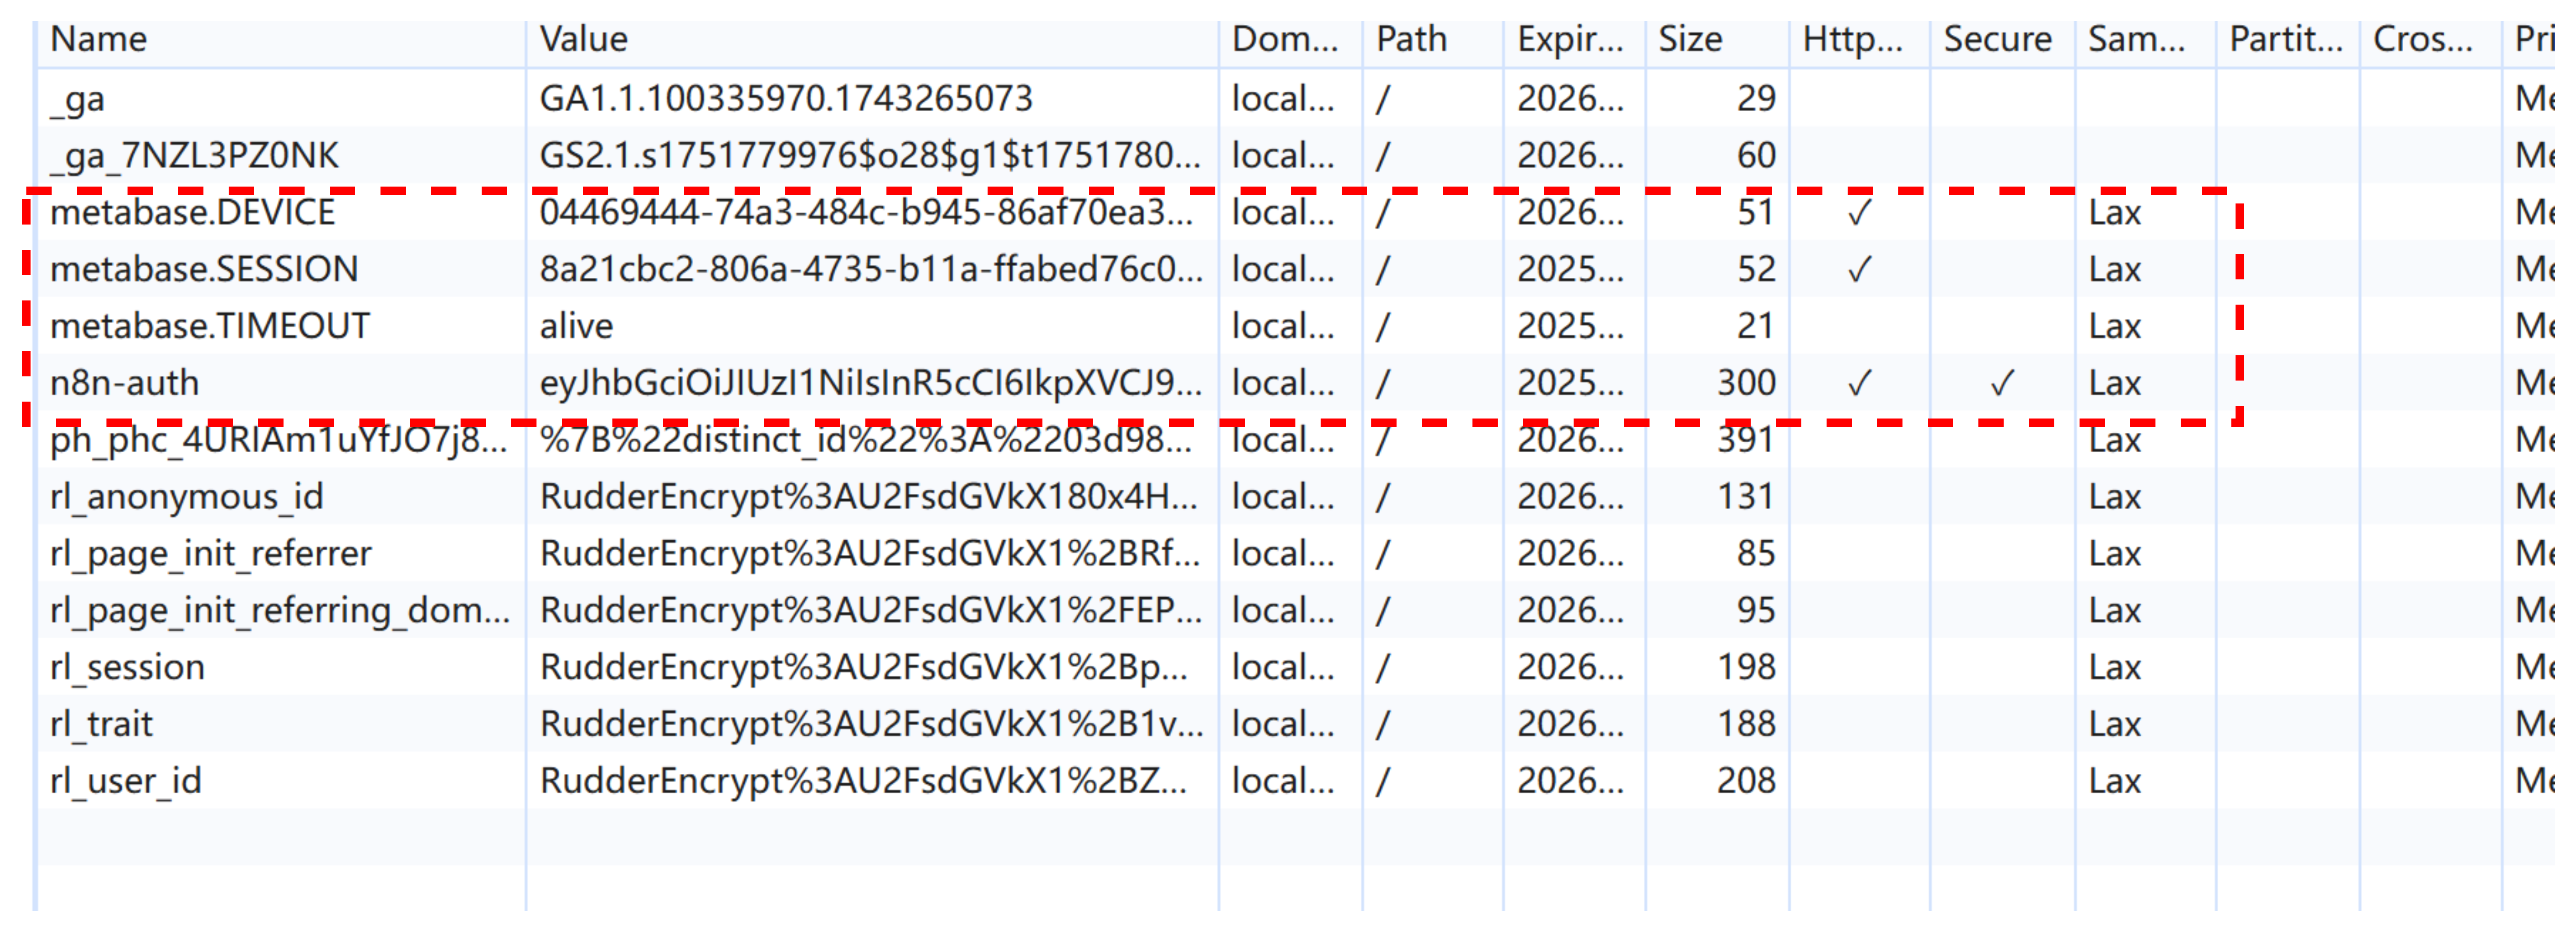 Name Value Dom... Path Expir... Size Http... Secure Sam... Partit... Cros... Pri
_ga GA1.1.100335970.1743265073 local... / 2026... 29 Me
_ga_7NZL3PZ0NK GS2.1.s1751779976$o28$g1$t1751780... local... / 2026... 60 Me
metabase.DEVICE 04469444-74a3-484c-b945-86af70ea3... local... / 2026... 51 ✓ Lax Me
metabase.SESSION 8a21cbc2-806a-4735-b11a-ffabed76c0... local... / 2025... 52 ✓ Lax Me
metabase.TIMEOUT alive local... / 2025... 21 Lax Me
n8n-auth eyJhbGciOiJIUzI1NiIsInR5cCI6IkpXVCJ9... local... / 2025... 300 ✓ ✓ Lax Me
ph_phc_4URIAm1uYfJO7j8... %7B%22distinct_id%22%3A%2203d98... local... / 2026... 391 Lax Me
rl_anonymous_id RudderEncrypt%3AU2FsdGVkX180x4H... local... / 2026... 131 Lax Me
rl_page_init_referrer RudderEncrypt%3AU2FsdGVkX1%2BRf... local... / 2026... 85 Lax Me
rl_page_init_referring_dom... RudderEncrypt%3AU2FsdGVkX1%2FEP... local... / 2026... 95 Lax Me
rl_session RudderEncrypt%3AU2FsdGVkX1%2Bp... local... / 2026... 198 Lax Me
rl_trait RudderEncrypt%3AU2FsdGVkX1%2B1v... local... / 2026... 188 Lax Me
rl_user_id RudderEncrypt%3AU2FsdGVkX1%2BZ... local... / 2026... 208 Lax Me